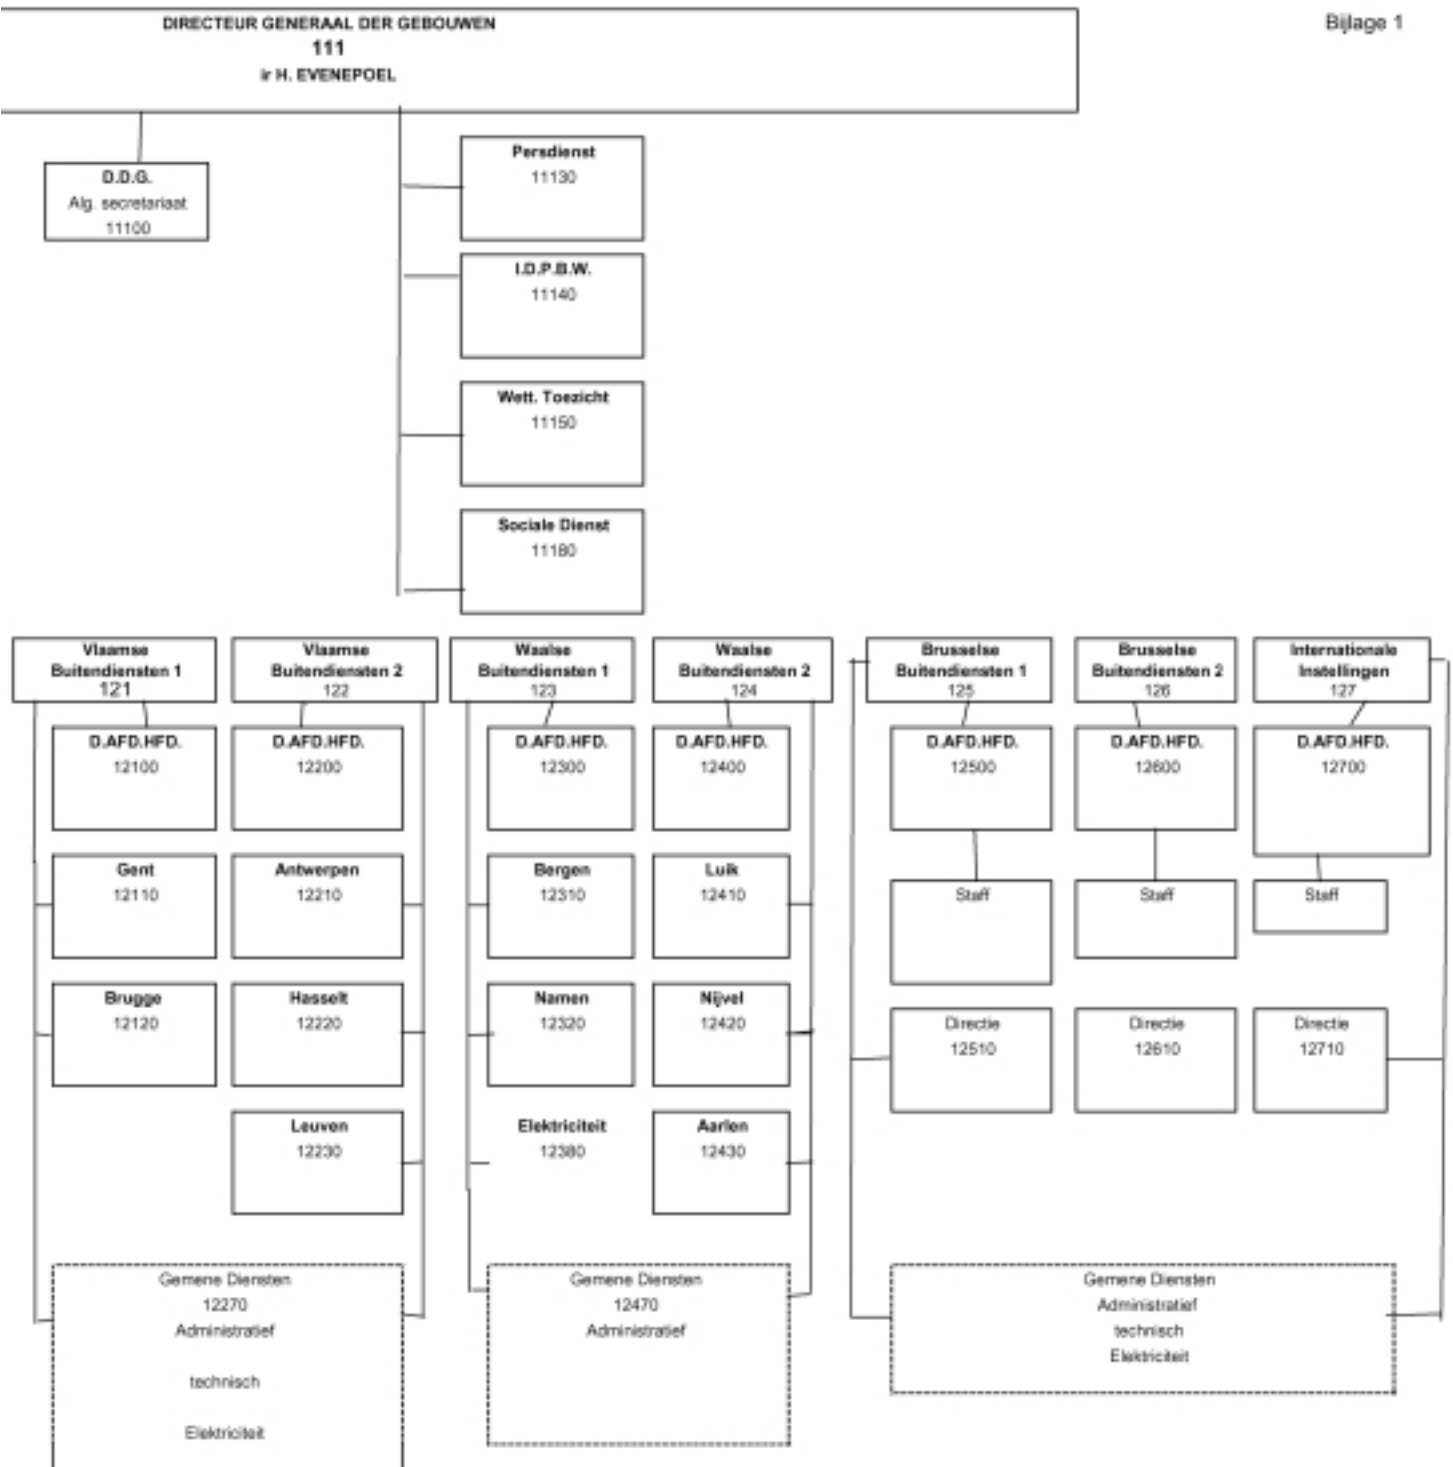 DIRECTEUR GENERAAL DER GEBOUWEN
111
ir H. EVENEPOEL
Bijlage 1
D.D.G.
Alg. secretariaat
11100
Persdienst
11130
I.D.P.B.W.
11140
Wett. Toezicht
11150
Sociale Dienst
11180
Vlaamse
Buitendiensten 1
121
Vlaamse
Buitendiensten 2
122
Waalse
Buitendiensten 1
123
Waalse
Buitendiensten 2
124
Brusselse
Buitendiensten 1
125
Brusselse
Buitendiensten 2
126
Internationale
Instellingen
127
D.AFD.HFD.
12100
D.AFD.HFD.
12200
D.AFD.HFD.
12300
D.AFD.HFD.
12400
D.AFD.HFD.
12500
D.AFD.HFD.
12600
D.AFD.HFD.
12700
Gent
12110
Antwerpen
12210
Bergen
12310
Luik
12410
Staff
Staff
Staff
Brugge
12120
Hasselt
12220
Namen
12320
Nijvel
12420
Directie
12510
Directie
12610
Directie
12710
Leuven
12230
Elektriciteit
12380
Aarlen
12430
Gemene Diensten
12270
Administratief
technisch
Elektriciteit
Gemene Diensten
12470
Administratief
Gemene Diensten
Administratief
technisch
Elektriciteit